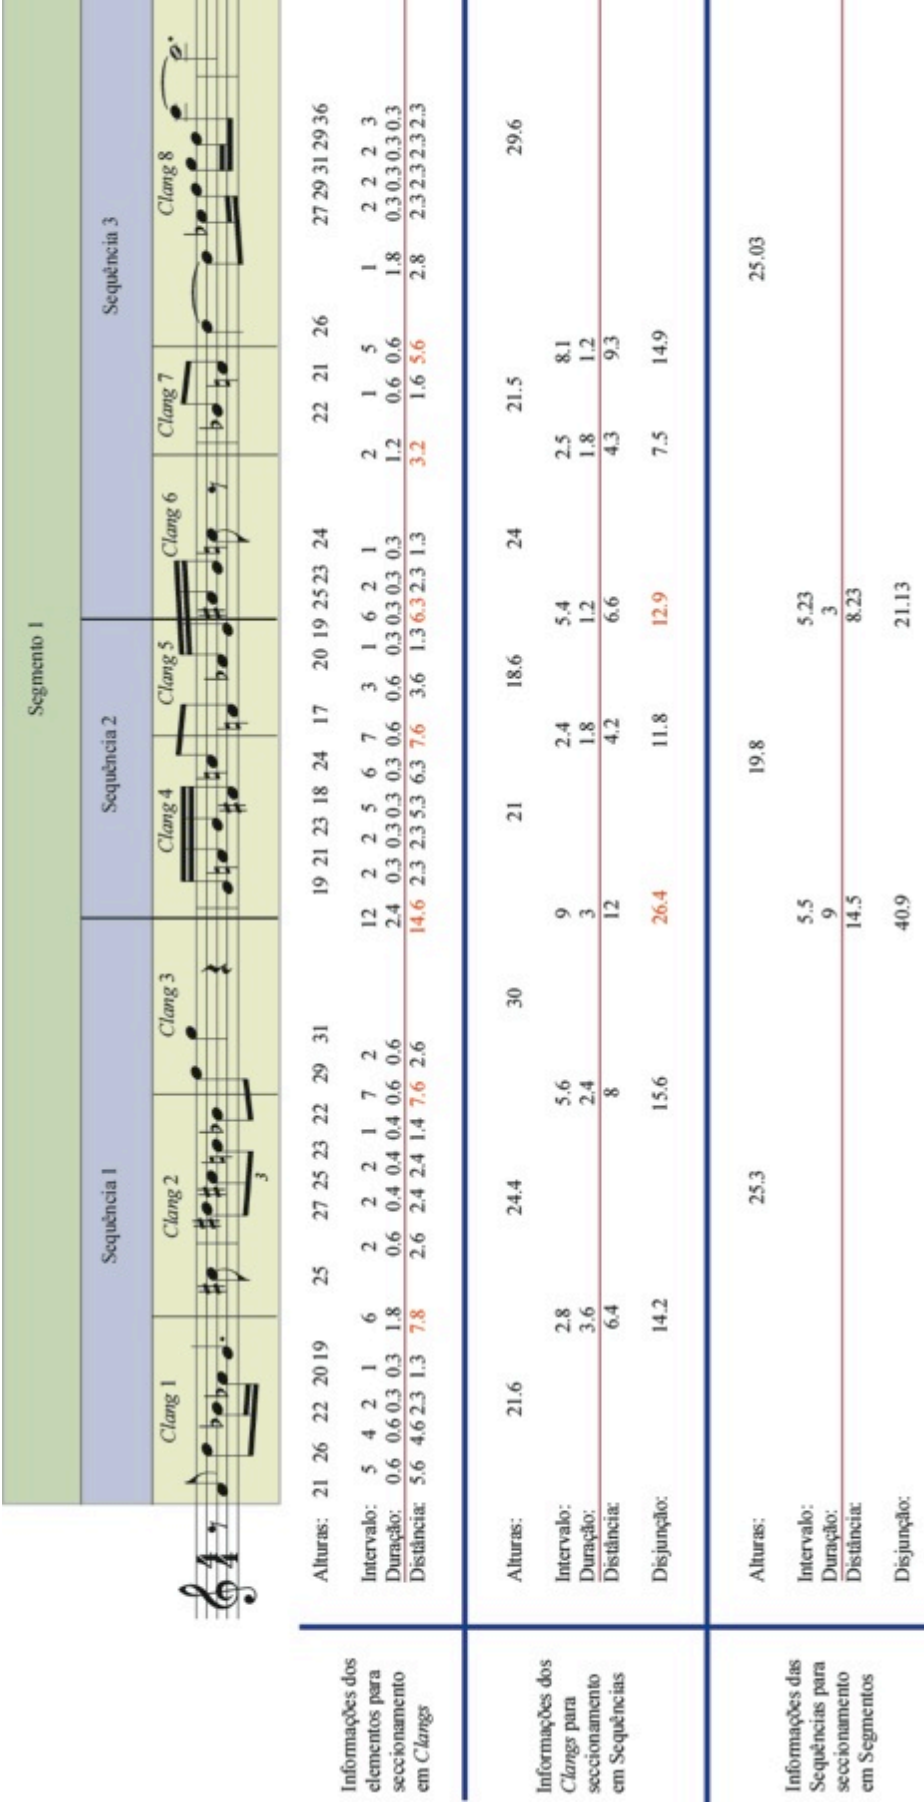 Segmento 1
Sequência 1 Sequência 2 Sequência 3
Clang 1 Clang 2 Clang 3 Clang 4 Clang 5 Clang 6 Clang 7 Clang 8
3
Informações dos
elementos para
seccionamento
em Clangs
Alturas: 21 26 22 20 19 25 27 25 23 22 29 31 19 21 23 18 24 17 20 19 25 23 24 22 21 26 27 29 31 29 36
Intervalo: 5 4 2 1 6 2 2 2 1 7 2 12 2 2 5 6 7 3 1 6 2 1 2 1 5 1 2 2 2 2 3
Duração: 0.6 0.6 0.3 0.3 1.8 0.6 0.4 0.4 0.4 0.6 0.6 2.4 0.3 0.3 0.3 0.3 0.6 0.6 0.3 0.3 0.3 0.3 1.2 0.6 0.6 1.8 0.3 0.3 0.3 0.3
Distância: 5.6 4.6 2.3 1.3 7.8 2.6 2.4 2.4 1.4 7.6 2.6 14.6 2.3 2.3 5.3 6.3 7.6 3.6 1.3 6.3 2.3 1.3 3.2 1.6 5.6 2.8 2.3 2.3 2.3 2.3
Informações dos
Clangs para
seccionamento
em Sequências
Alturas: 21.6 24.4 30 21 18.6 24 21.5 29.6
Intervalo: 2.8 5.6 9 2.4 5.4 2.5 8.1
Duração: 3.6 2.4 3 1.8 1.2 1.8 1.2
Distância: 6.4 8 12 4.2 6.6 4.3 9.3
Disjunção: 14.2 15.6 26.4 11.8 12.9 7.5 14.9
Informações das
Sequências para
seccionamento
em Segmentos
Alturas: 25.3 19.8 25.03
Intervalo: 5.5 5.23
Duração: 9 3
Distância: 14.5 8.23
Disjunção: 40.9 21.13